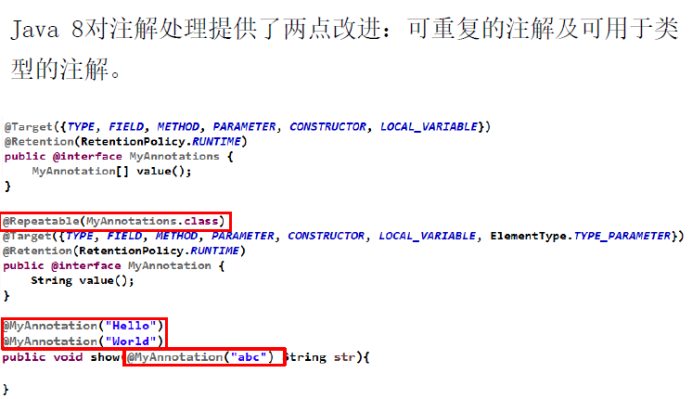 Java 8对注解处理提供了两点改进：可重复的注解及可用于类
型的注解。
@Target({TYPE, FIELD, METHOD, PARAMETER, CONSTRUCTOR, LOCAL_VARIABLE})
@Retention(RetentionPolicy.RUNTIME)
public @interface MyAnnotations {
MyAnnotation[] value();
}
@Repeatable(MyAnnotations.class)
@Target({TYPE, FIELD, METHOD, PARAMETER, CONSTRUCTOR, LOCAL_VARIABLE, ElementType.TYPE_PARAMETER})
@Retention(RetentionPolicy.RUNTIME)
public @interface MyAnnotation {
String value();
}
@MyAnnotation("Hello")
@MyAnnotation("World")
public void show(@MyAnnotation("abc") String str){
}